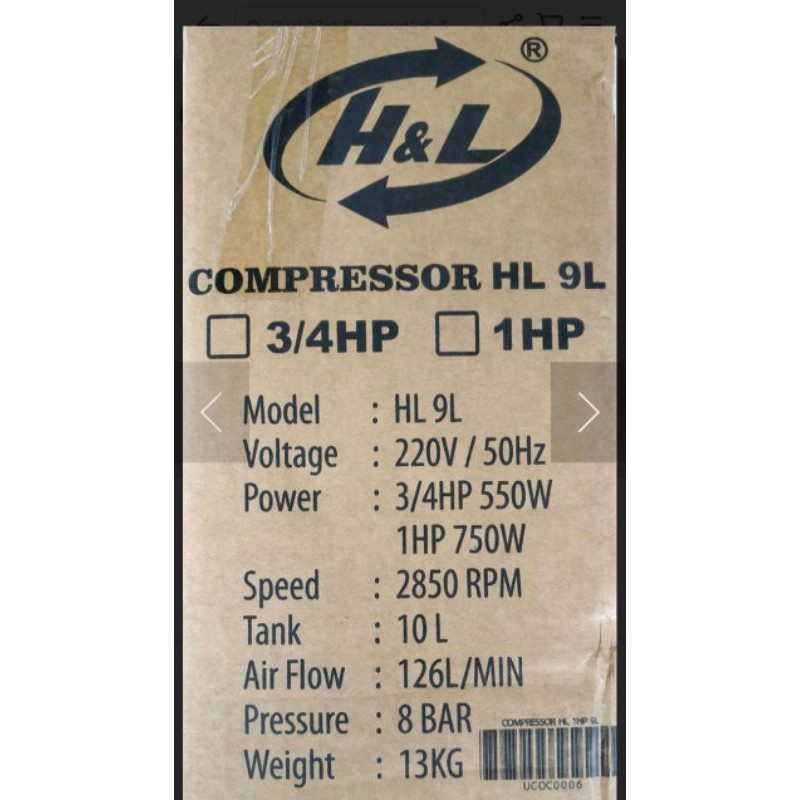 ®
H&L
COMPRESSOR HL 9L
3/4HP 1HP
Model : HL 9L
Voltage : 220V / 50Hz
Power : 3/4HP 550W
1HP 750W
Speed : 2850 RPM
Tank : 10 L
Air Flow : 126L/MIN
Pressure : 8 BAR
COMPRESSOR HL 1HP 9L
Weight : 13KG
UCOC0006